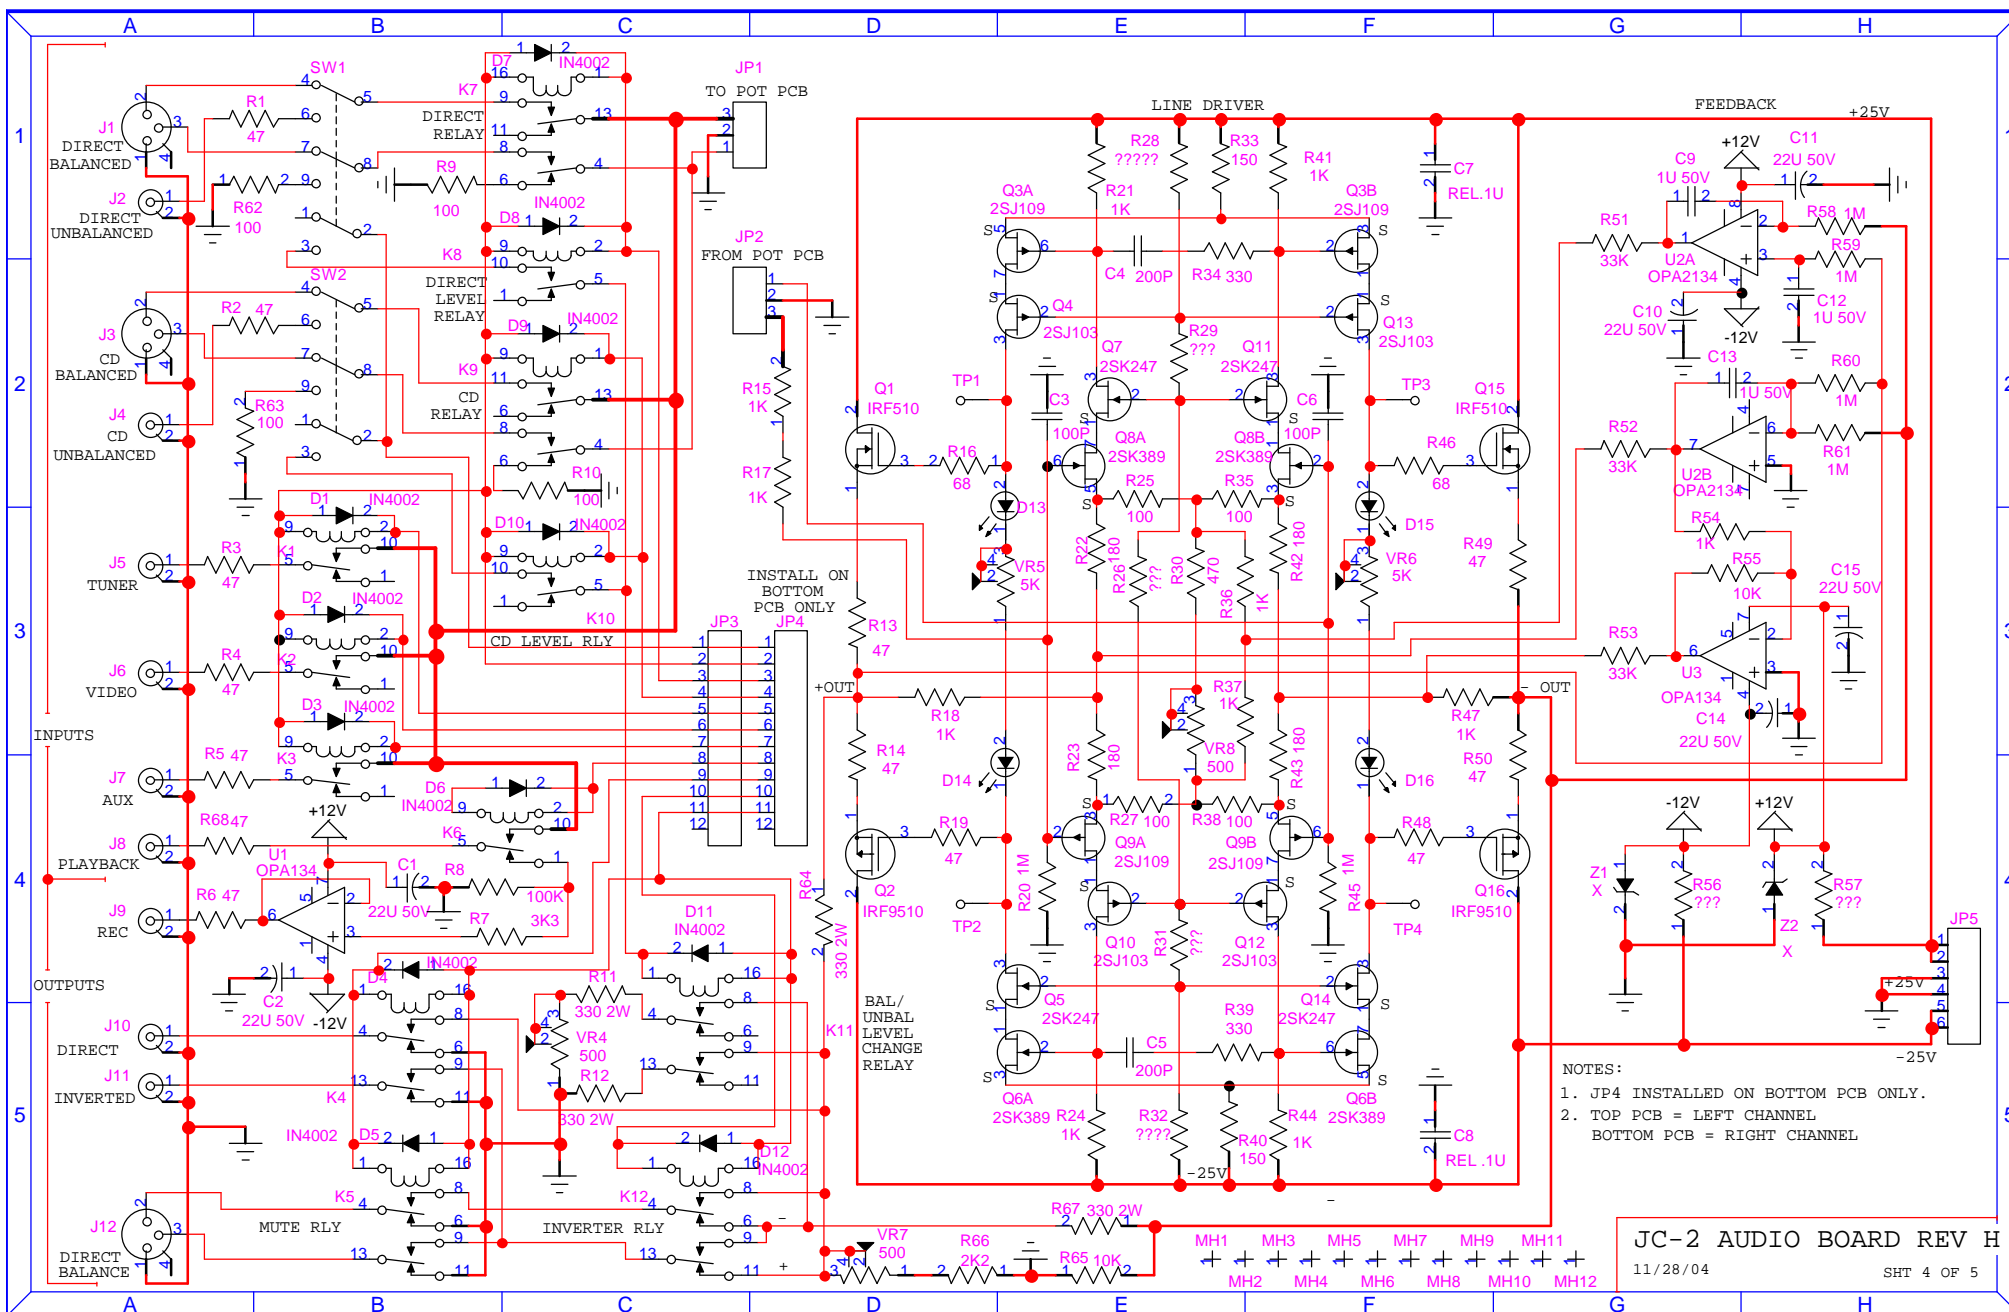 A B C D E F G H
1
2
3
4
5
J1
DIRECT
BALANCED
J2
DIRECT
UNBALANCED
J3
CD
BALANCED
J4
CD
UNBALANCED
J5
TUNER
J6
VIDEO
INPUTS
J7
AUX
J8
PLAYBACK
J9
REC
OUTPUTS
J10
DIRECT
J11
INVERTED
J12
DIRECT
BALANCE
R1
47
R62
100
R2 47
R63
100
R3
47
R4
47
R5 47
R68 47
R6 47
SW1
SW2
R9
100
D7
IN4002
K7
DIRECT
RELAY
D8
IN4002
K8
DIRECT
LEVEL
RELAY
D9
IN4002
K9
CD
RELAY
R10
100
D10
IN4002
K10
CD LEVEL RLY
D1
IN4002
K1
D2
IN4002
K2
D3
IN4002
K3
D6
IN4002
K6
+12V
U1
OPA134
C1
22U 50V
R8
100K
R7
3K3
C2
22U 50V
-12V
D4
IN4002
K4
IN4002
D5
K5
MUTE RLY
R11
330 2W
VR4
500
R12
330 2W
D11
IN4002
K11
BAL/
UNBAL
LEVEL
CHANGE
RELAY
D12
IN4002
K12
INVERTER RLY
JP1
TO POT PCB
JP2
FROM POT PCB
R15
1K
R17
1K
INSTALL ON
BOTTOM
PCB ONLY
JP3
JP4
+OUT
R13
47
R14
47
R18
1K
R64
330 2W
Q1
IRF510
R16
68
Q2
IRF9510
R19
47
TP1
TP2
LINE DRIVER
R28
?????
R33
150
R21
1K
R41
1K
Q3A
2SJ109
Q3B
2SJ109
C7
REL.1U
C4
200P
R34 330
Q4
2SJ103
Q13
2SJ103
R29
???
Q7
2SK247
Q11
2SK247
C3
100P
C6
100P
TP3
Q15
IRF510
Q8A
2SK389
Q8B
2SK389
R46
68
R25
100
R35
100
D13
D15
R22 180
R26 ???
R30 470
R36 1K
R42 180
VR5
5K
VR6
5K
R49
47
R37
1K
VR8
500
R47
1K
- OUT
R23 180
R43 180
D14
D16
R50
47
R27 100
R38 100
Q9A
2SJ109
Q9B
2SJ109
R48
47
R20 1M
R45 1M
Q16
IRF9510
TP4
Q10
2SJ103
R31 ???
Q12
2SJ103
Q5
2SK247
Q14
2SK247
R39
330
C5
200P
Q6A
2SK389
Q6B
2SK389
R24
1K
R32
????
R40
150
R44
1K
C8
REL .1U
-25V
R67 330 2W
VR7
500
R66
2K2
R65 10K
FEEDBACK
+25V
+12V
C11
22U 50V
C9
1U 50V
R51
33K
U2A
OPA2134
R58 1M
R59
1M
C10
22U 50V
-12V
C12
1U 50V
C13
1U 50V
R60
1M
R52
33K
U2B
OPA2134
R61
1M
R54
1K
R55
10K
C15
22U 50V
R53
33K
U3
OPA134
C14
22U 50V
-12V
+12V
Z1
X
R56
???
Z2
X
R57
???
JP5
+25V
-25V
NOTES:
1. JP4 INSTALLED ON BOTTOM PCB ONLY.
2. TOP PCB = LEFT CHANNEL
BOTTOM PCB = RIGHT CHANNEL
MH1 MH3 MH5 MH7 MH9 MH11
MH2 MH4 MH6 MH8 MH10 MH12
JC-2 AUDIO BOARD REV H
11/28/04
SHT 4 OF 5
A B C D E F G H